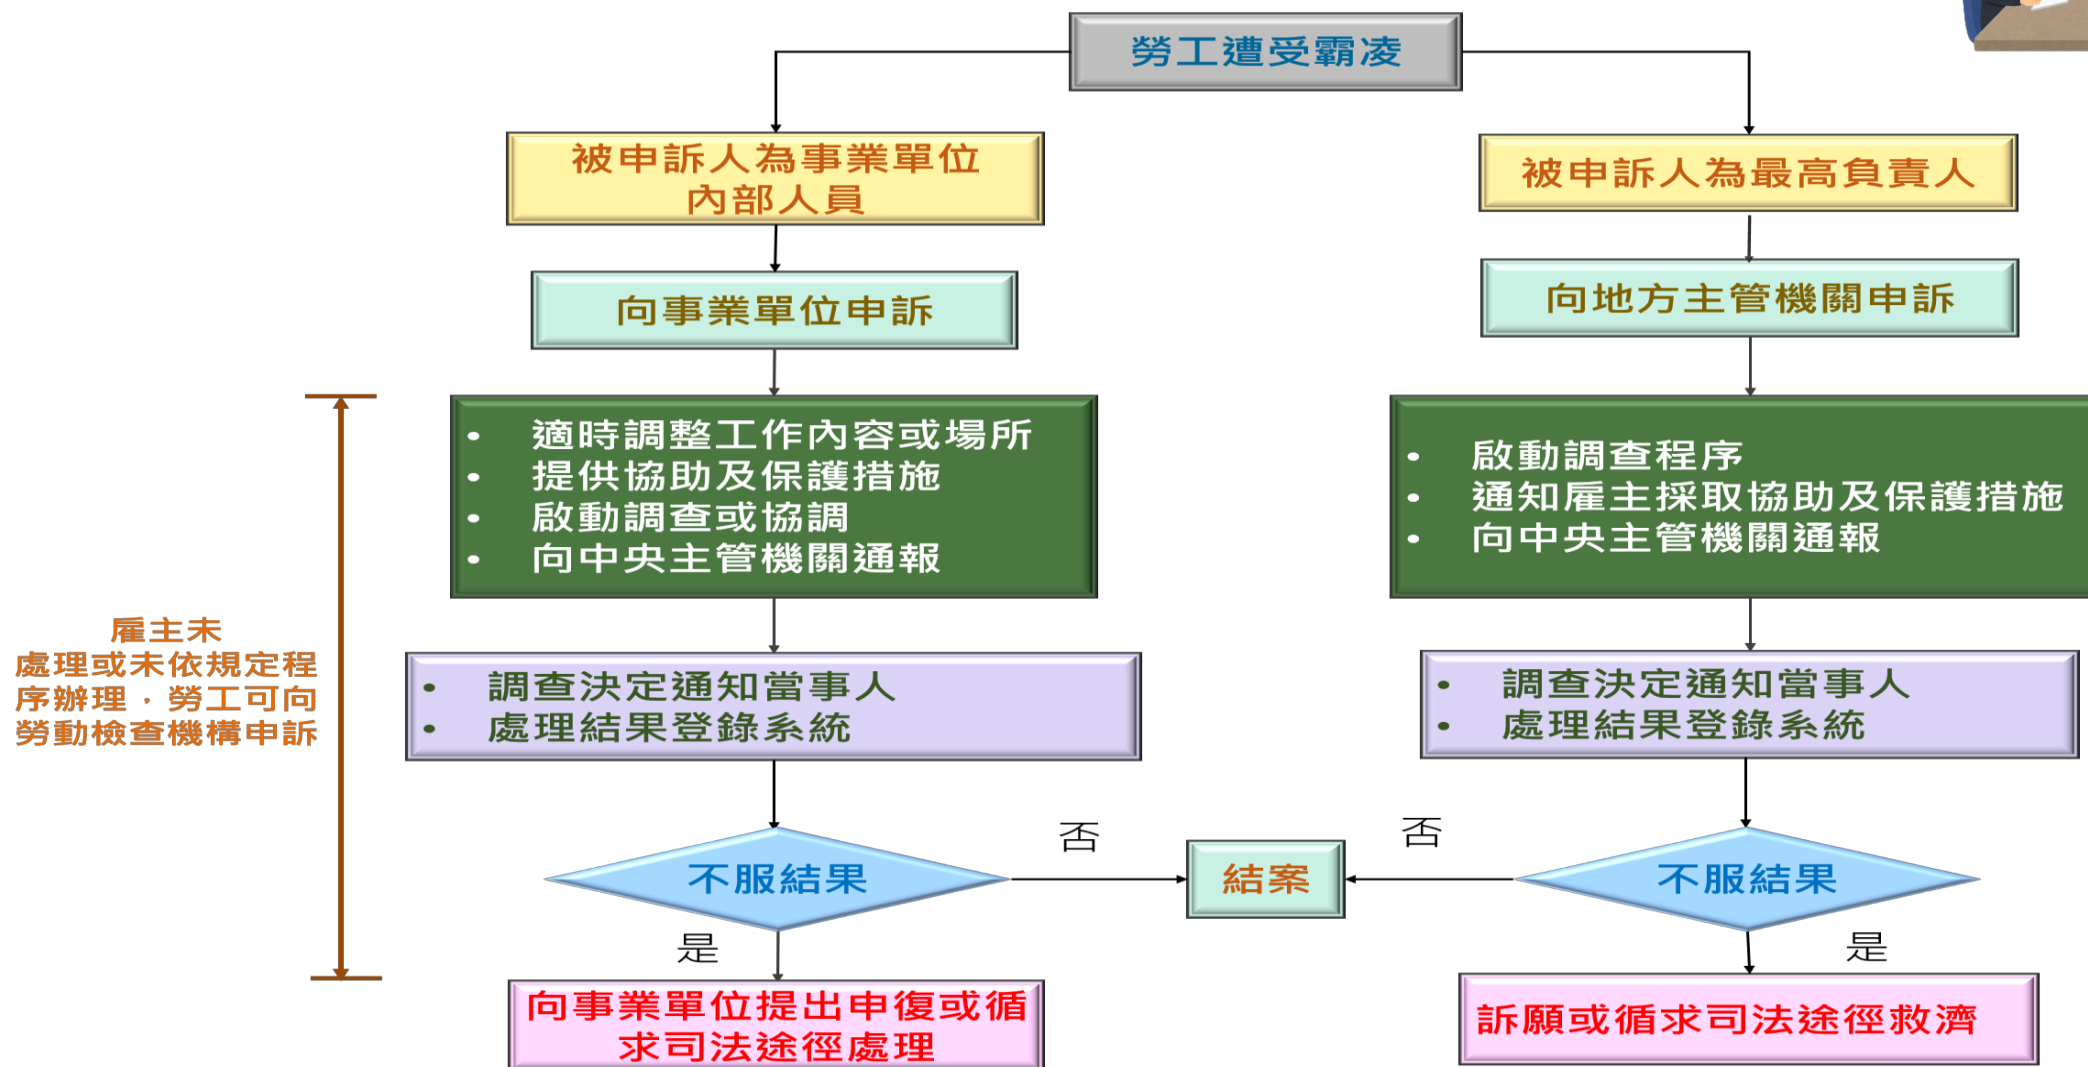 勞工遭受霸凌
被申訴人為事業單位
內部人員
被申訴人為最高負責人
向事業單位申訴
向地方主管機關申訴
• 適時調整工作內容或場所
• 提供協助及保護措施
• 啟動調查或協調
• 向中央主管機關通報
• 啟動調查程序
• 通知雇主採取協助及保護措施
• 向中央主管機關通報
雇主未
處理或未依規定程
序辦理，勞工可向
勞動檢查機構申訴
• 調查決定通知當事人
• 處理結果登錄系統
• 調查決定通知當事人
• 處理結果登錄系統
不服結果
否
結案
否
不服結果
是
是
向事業單位提出申復或循
求司法途徑處理
訴願或循求司法途徑救濟